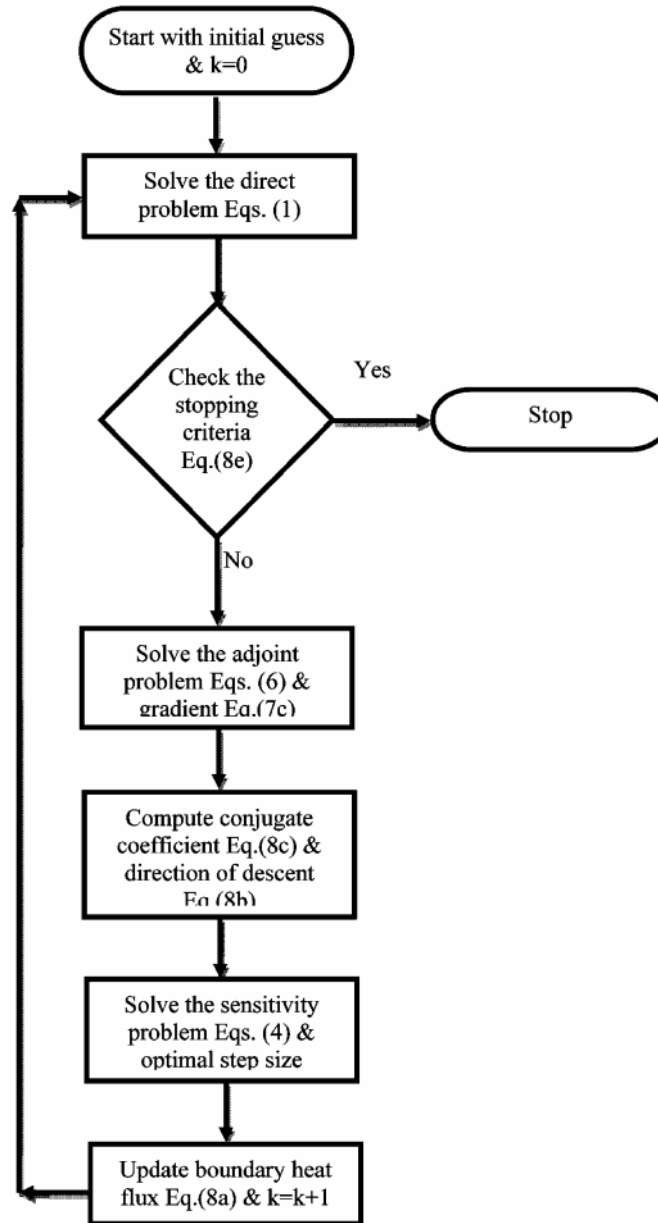 Start with initial guess
& k=0
Solve the direct
problem Eqs. (1)
Check the
stopping
criteria
Eq.(8e)
Yes
Stop
No
Solve the adjoint
problem Eqs. (6) &
gradient Eq.(7c)
Compute conjugate
coefficient Eq.(8c) &
direction of descent
Eq.(8b)
Solve the sensitivity
problem Eqs. (4) &
optimal step size
Update boundary heat
flux Eq.(8a) & k=k+1